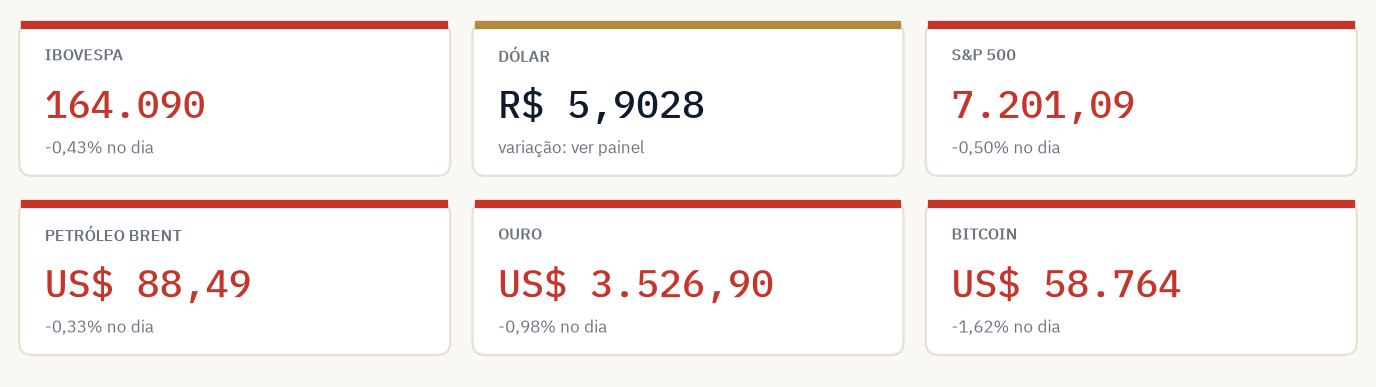 IBOVESPA
164.090
-0,43% no dia
DÓLAR
R$ 5,9028
variação: ver painel
S&P 500
7.201,09
-0,50% no dia
PETRÓLEO BRENT
US$ 88,49
-0,33% no dia
OURO
US$ 3.526,90
-0,98% no dia
BITCOIN
US$ 58.764
-1,62% no dia